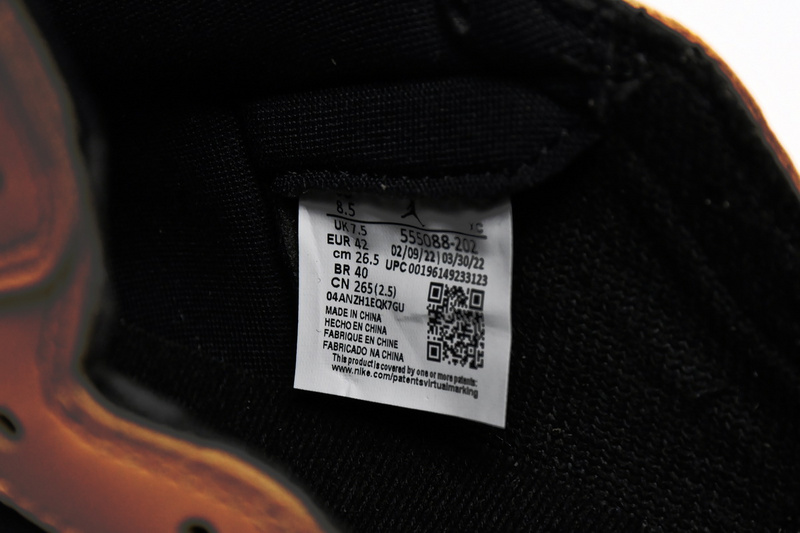 8.5
UK 7.5
EUR 42
cm 26.5
BR 40
CN 265(2.5)
04ANZH1EQK7GU
555088-202
02/09/22|03/30/22
UPC 00196149233123
MADE IN CHINA
HECHO EN CHINA
FABRIQUE EN CHINE
FABRICADO NA CHINA
This product is covered by one or more patents:
www.nike.com/patentsvirtualmarking